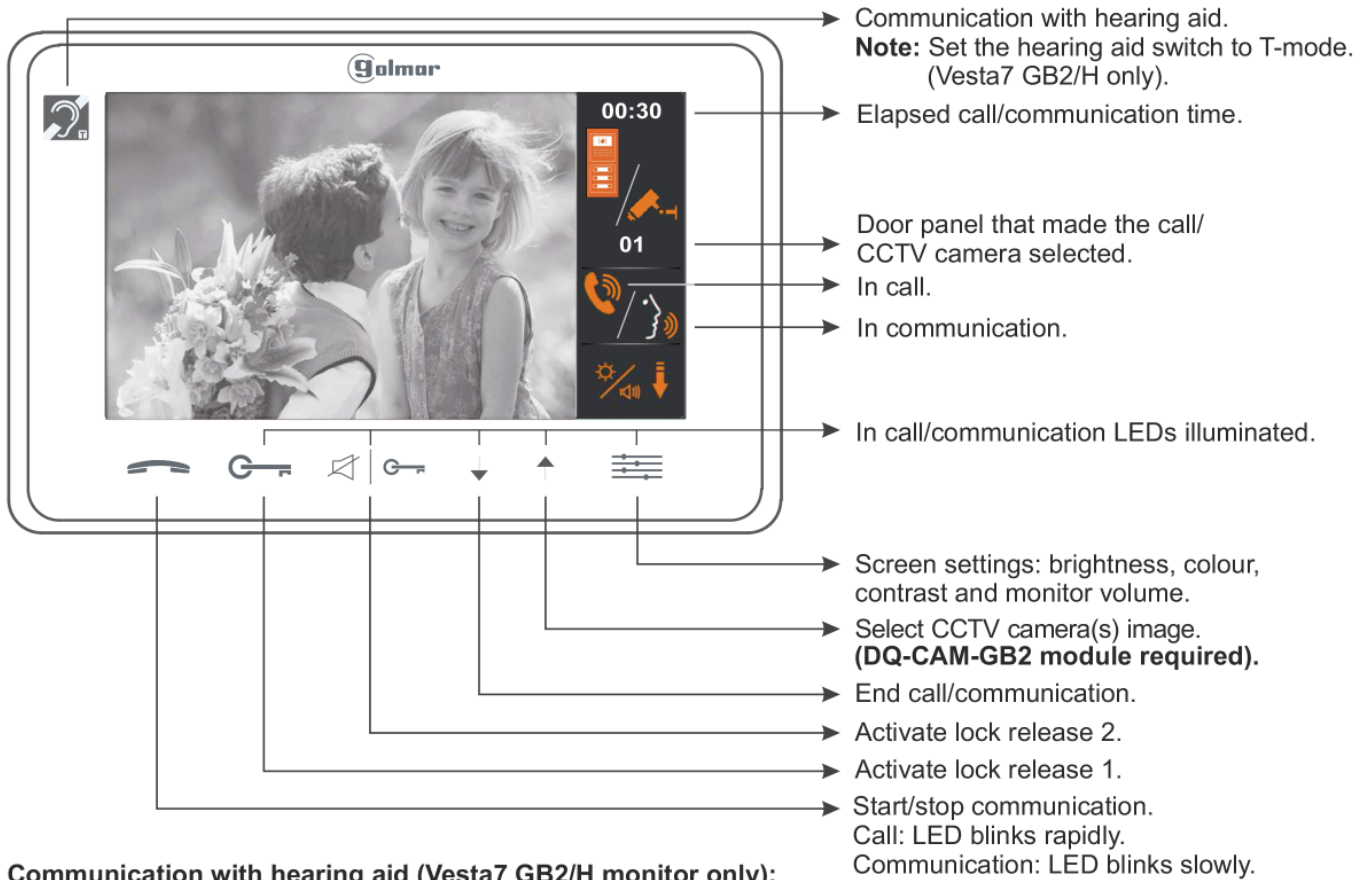 Communication with hearing aid.
Note: Set the hearing aid switch to T-mode.
(Vesta7 GB2/H only).
golmar
T
00:30
Elapsed call/communication time.
Door panel that made the call/
01
CCTV camera selected.
In call.
In communication.
In call/communication LEDs illuminated.
Screen settings: brightness, colour,
contrast and monitor volume.
Select CCTV camera(s) image.
(DQ-CAM-GB2 module required).
End call/communication.
Activate lock release 2.
Activate lock release 1.
Start/stop communication.
Call: LED blinks rapidly.
Communication: LED blinks slowly.
Communication with hearing aid (Vesta7 GB2/H monitor only):